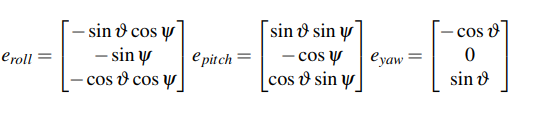 e_roll = [ − sin ϑ cos ψ ; − sin ψ ; − cos ϑ cos ψ ] e_pitch = [ sin ϑ sin ψ ; − cos ψ ; cos ϑ sin ψ ] e_yaw = [ − cos ϑ ; 0 ; sin ϑ ]